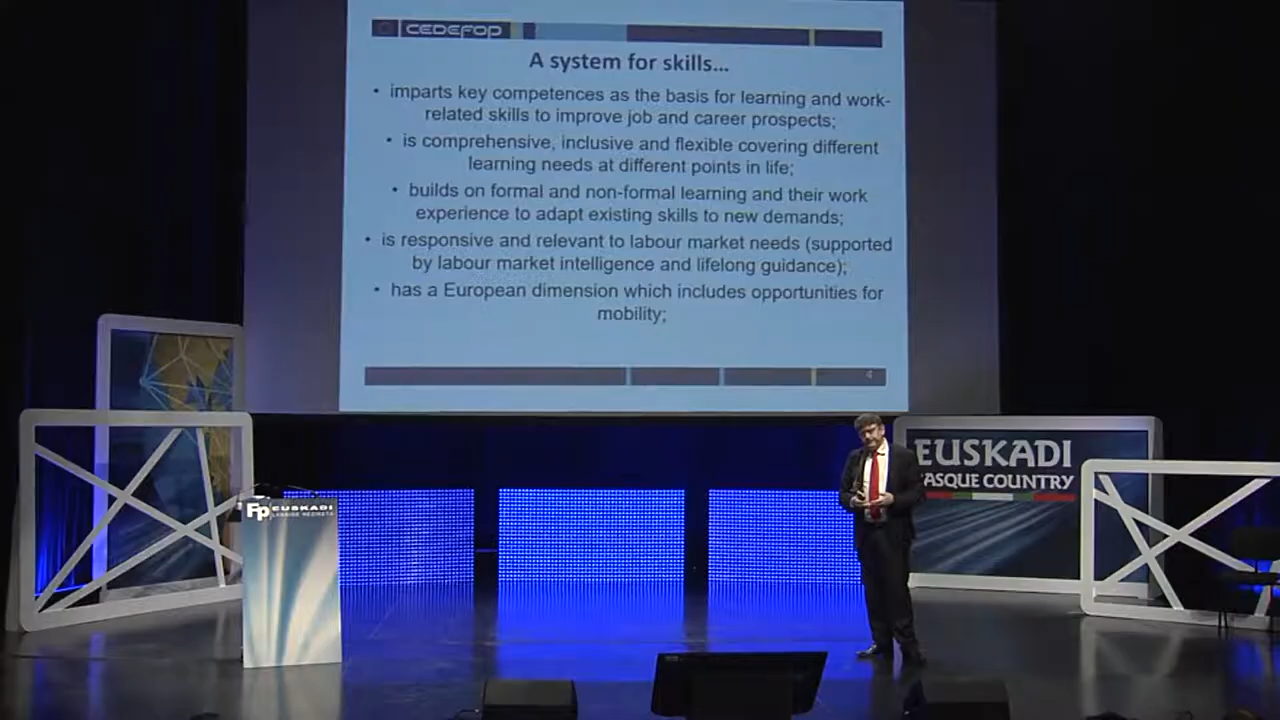 CEDEFOP
A system for skills...
• imparts key competences as the basis for learning and work-
related skills to improve job and career prospects;
• is comprehensive, inclusive and flexible covering different
learning needs at different points in life;
• builds on formal and non-formal learning and their work
experience to adapt existing skills to new demands;
• is responsive and relevant to labour market needs (supported
by labour market intelligence and lifelong guidance);
• has a European dimension which includes opportunities for
mobility;
4
EUSKADI
BASQUE COUNTRY
Fp EUSKADI
LANBIDE HEZIKETA